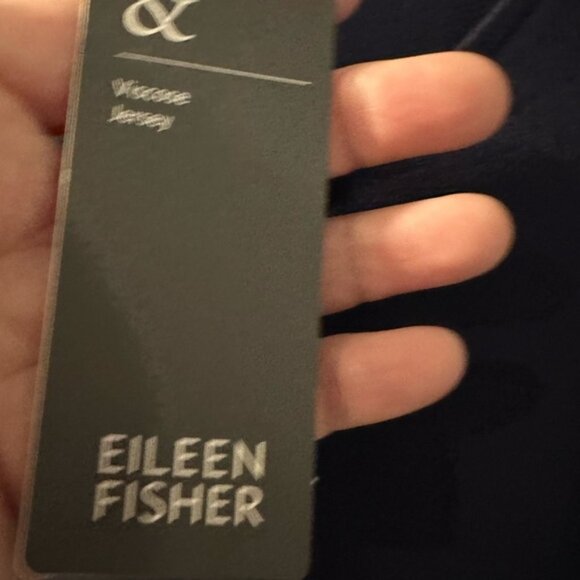 &
Viscose
Jersey
EILEEN
FISHER